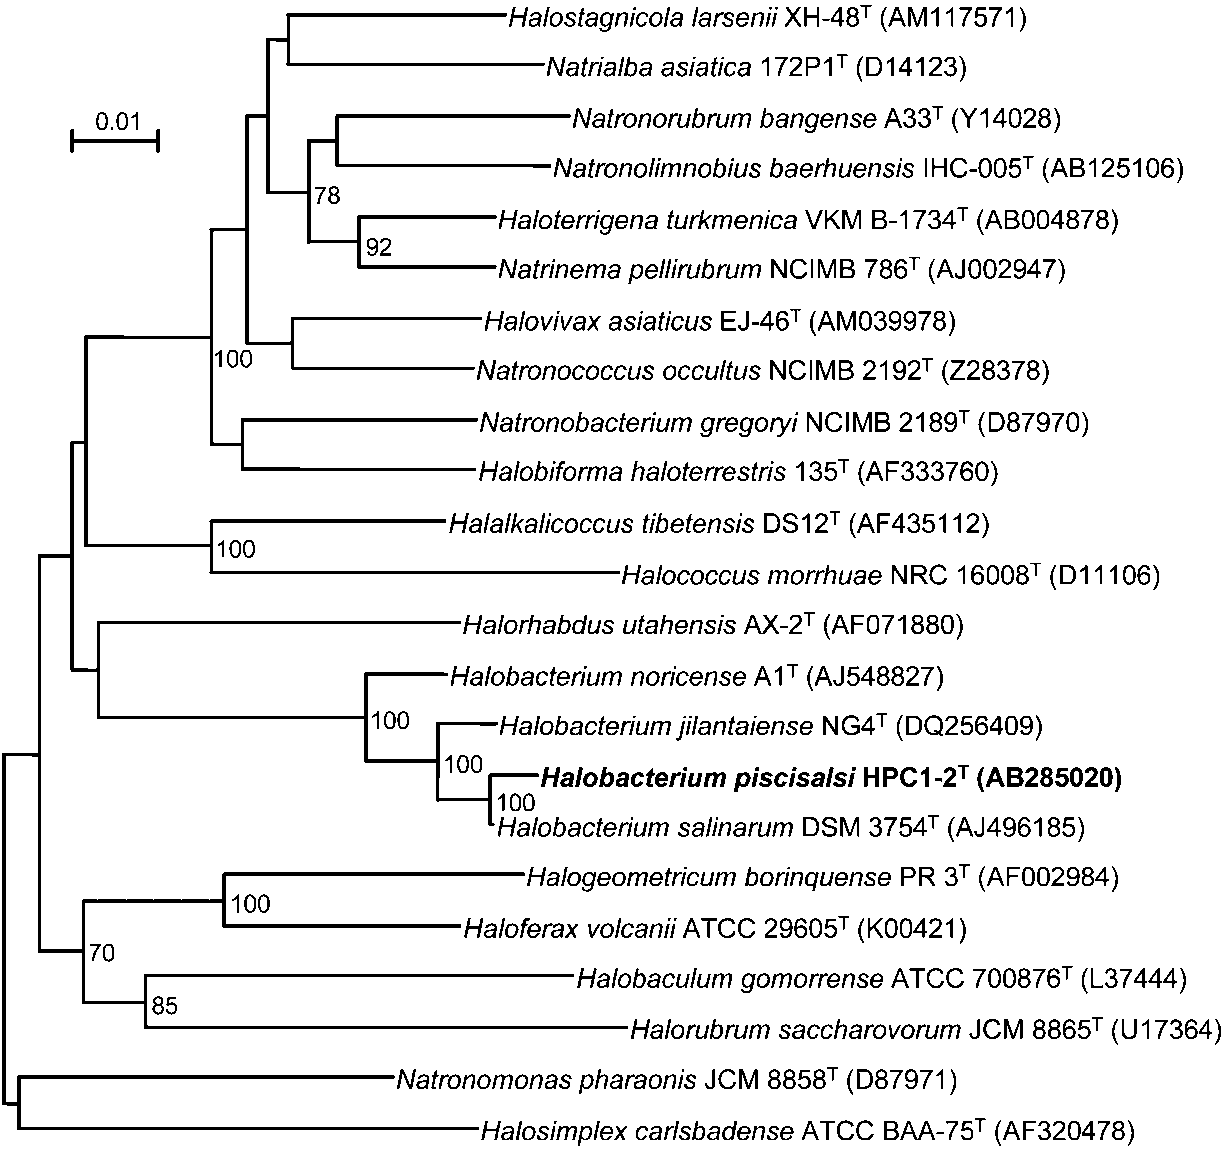 Halostagnicola larsenii XH-48ᵀ (AM117571)
Natrialba asiatica 172P1ᵀ (D14123)
0.01
Natronorubrum bangense A33ᵀ (Y14028)
Natronolimnobius baerhuensis IHC-005ᵀ (AB125106)
78
Haloterrigena turkmenica VKM B-1734ᵀ (AB004878)
92
Natrinema pellirubrum NCIMB 786ᵀ (AJ002947)
Halovivax asiaticus EJ-46ᵀ (AM039978)
100
Natronococcus occultus NCIMB 2192ᵀ (Z28378)
Natronobacterium gregoryi NCIMB 2189ᵀ (D87970)
Halobiforma haloterrestris 135ᵀ (AF333760)
Halalkalicoccus tibetensis DS12ᵀ (AF435112)
100
Halococcus morrhuae NRC 16008ᵀ (D11106)
Halorhabdus utahensis AX-2ᵀ (AF071880)
Halobacterium noricense A1ᵀ (AJ548827)
100
Halobacterium jilantaiense NG4ᵀ (DQ256409)
100
Halobacterium piscisalsi HPC1-2ᵀ (AB285020)
100
Halobacterium salinarum DSM 3754ᵀ (AJ496185)
Halogeometricum borinquense PR 3ᵀ (AF002984)
100
Haloferax volcanii ATCC 29605ᵀ (K00421)
70
Halobaculum gomorrense ATCC 700876ᵀ (L37444)
85
Halorubrum saccharovorum JCM 8865ᵀ (U17364)
Natronomonas pharaonis JCM 8858ᵀ (D87971)
Halosimplex carlsbadense ATCC BAA-75ᵀ (AF320478)